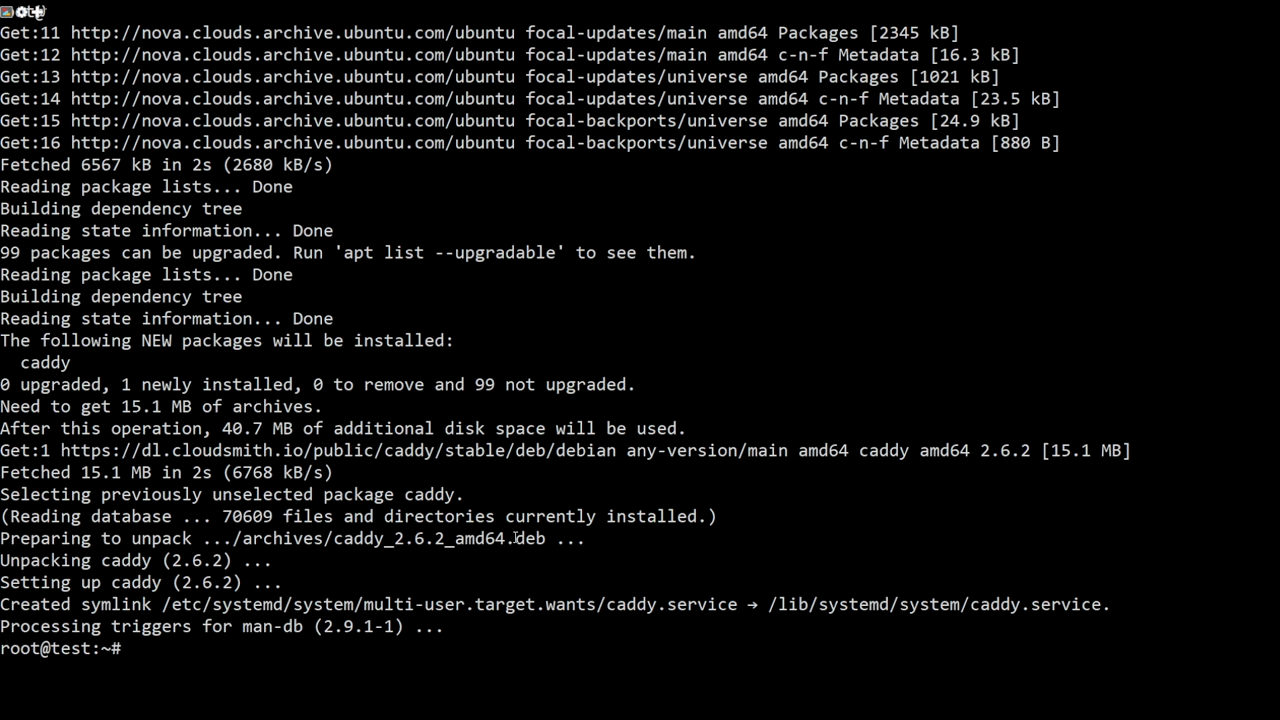 Get:11 http://nova.clouds.archive.ubuntu.com/ubuntu focal-updates/main amd64 Packages [2345 kB]
Get:12 http://nova.clouds.archive.ubuntu.com/ubuntu focal-updates/main amd64 c-n-f Metadata [16.3 kB]
Get:13 http://nova.clouds.archive.ubuntu.com/ubuntu focal-updates/universe amd64 Packages [1021 kB]
Get:14 http://nova.clouds.archive.ubuntu.com/ubuntu focal-updates/universe amd64 c-n-f Metadata [23.5 kB]
Get:15 http://nova.clouds.archive.ubuntu.com/ubuntu focal-backports/universe amd64 Packages [24.9 kB]
Get:16 http://nova.clouds.archive.ubuntu.com/ubuntu focal-backports/universe amd64 c-n-f Metadata [880 B]
Fetched 6567 kB in 2s (2680 kB/s)
Reading package lists... Done
Building dependency tree
Reading state information... Done
99 packages can be upgraded. Run 'apt list --upgradable' to see them.
Reading package lists... Done
Building dependency tree
Reading state information... Done
The following NEW packages will be installed:
  caddy
0 upgraded, 1 newly installed, 0 to remove and 99 not upgraded.
Need to get 15.1 MB of archives.
After this operation, 40.7 MB of additional disk space will be used.
Get:1 https://dl.cloudsmith.io/public/caddy/stable/deb/debian any-version/main amd64 caddy amd64 2.6.2 [15.1 MB]
Fetched 15.1 MB in 2s (6768 kB/s)
Selecting previously unselected package caddy.
(Reading database ... 70609 files and directories currently installed.)
Preparing to unpack .../archives/caddy_2.6.2_amd64.deb ...
Unpacking caddy (2.6.2) ...
Setting up caddy (2.6.2) ...
Created symlink /etc/systemd/system/multi-user.target.wants/caddy.service → /lib/systemd/system/caddy.service.
Processing triggers for man-db (2.9.1-1) ...
root@test:~#